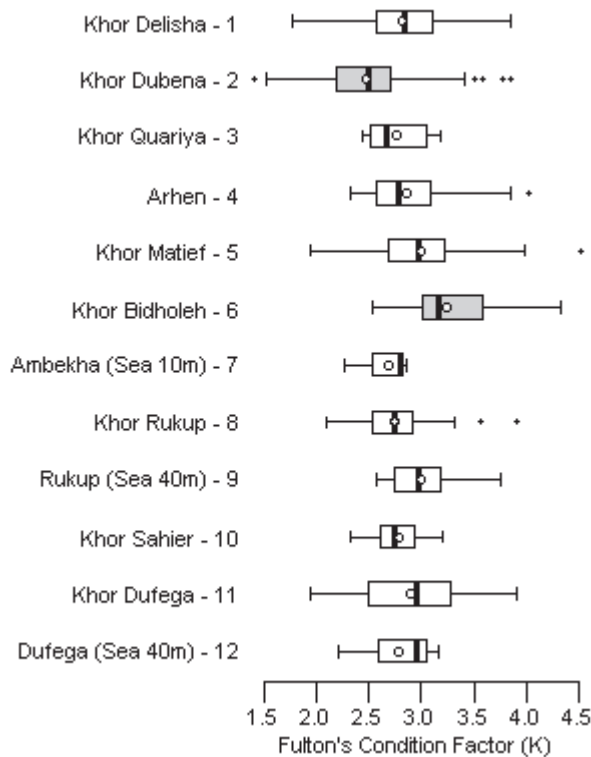 Khor Delisha - 1
Khor Dubena - 2
Khor Quariya - 3
Arhen - 4
Khor Matief - 5
Khor Bidholeh - 6
Ambekha (Sea 10m) - 7
Khor Rukup - 8
Rukup (Sea 40m) - 9
Khor Sahier - 10
Khor Dufega - 11
Dufega (Sea 40m) - 12
1.5 2.0 2.5 3.0 3.5 4.0 4.5
Fulton's Condition Factor (K)